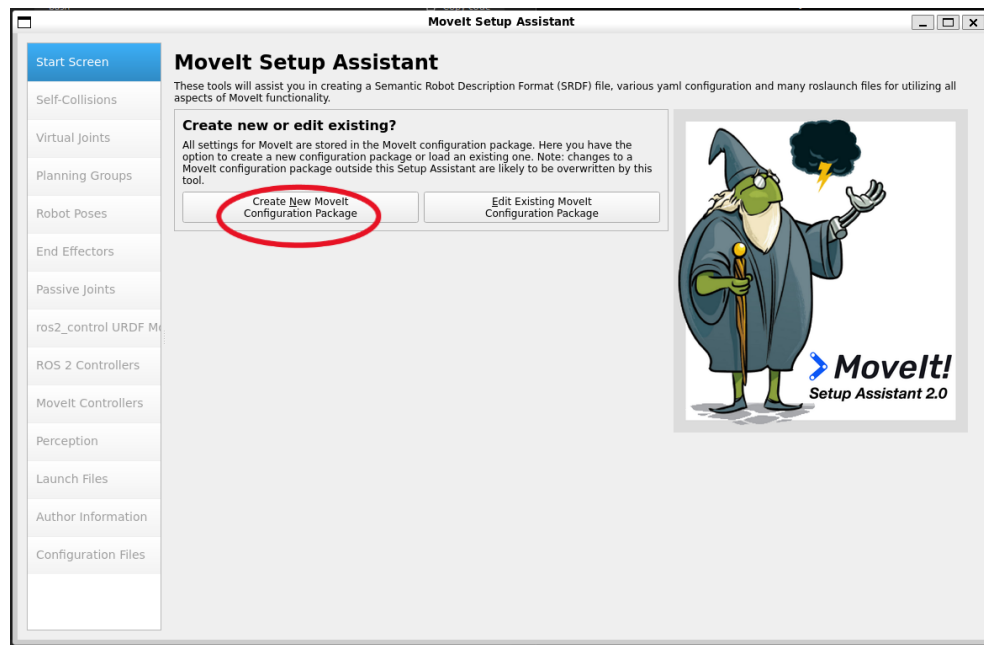 MoveIt Setup Assistant
Start Screen
Self-Collisions
Virtual Joints
Planning Groups
Robot Poses
End Effectors
Passive Joints
ros2_control URDF Mo
ROS 2 Controllers
MoveIt Controllers
Perception
Launch Files
Author Information
Configuration Files
MoveIt Setup Assistant
These tools will assist you in creating a Semantic Robot Description Format (SRDF) file, various yaml configuration and many roslaunch files for utilizing all
aspects of MoveIt functionality.
Create new or edit existing?
All settings for MoveIt are stored in the MoveIt configuration package. Here you have the
option to create a new configuration package or load an existing one. Note: changes to a
MoveIt configuration package outside this Setup Assistant are likely to be overwritten by this
tool.
Create New MoveIt
Configuration Package
Edit Existing MoveIt
Configuration Package
MoveIt!
Setup Assistant 2.0